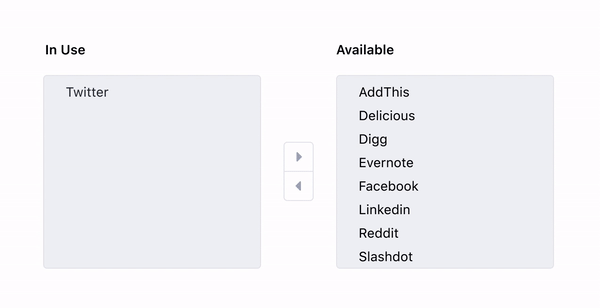 In Use
Twitter
Available
AddThis
Delicious
Digg
Evernote
Facebook
Linkedin
Reddit
Slashdot